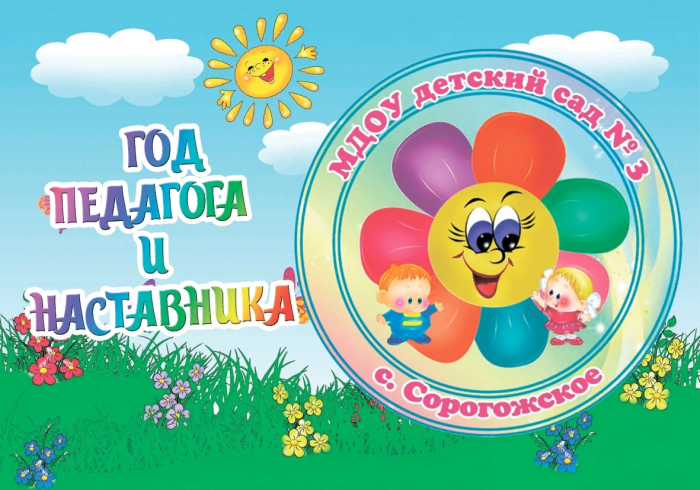 ГОД
ПЕДАГОГА
И
НАСТАВНИКА
МДОУ детский сад № 3
с. Сорогожское